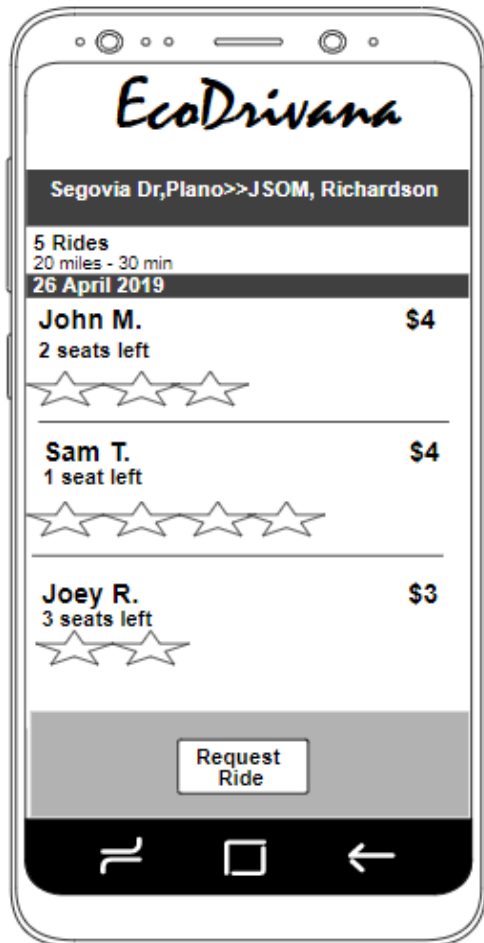 EcoDrivana
Segovia Dr,Plano>>JSOM, Richardson
5 Rides
20 miles - 30 min
26 April 2019
John M. $4
2 seats left
Sam T. $4
1 seat left
Joey R. $3
3 seats left
Request
Ride